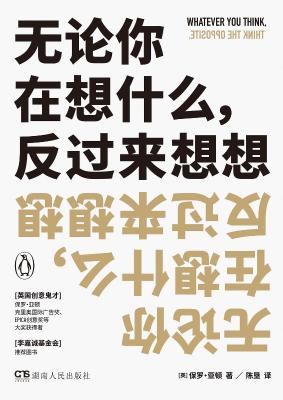 WHATEVER YOU THINK,
THINK THE OPPOSITE.
无论你
在想什么,
反过来想想
无论你
在想什么,
反过来想想
[英国创意鬼才]
保罗·亚顿
克里奥国际广告奖、
EPICA创意奖等
大奖获得者
[李嘉诚基金会]
推荐图书
湖南人民出版社
[英] 保罗·亚顿 著 / 陈垦 译